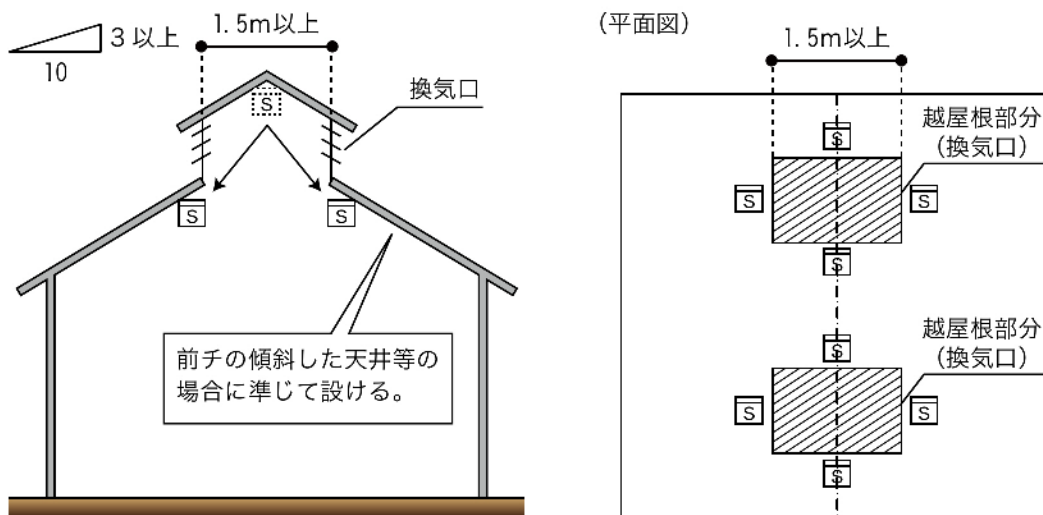 1.5m以上
3以上
10
S
換気口
S
S
前チの傾斜した天井等の
場合に準じて設ける。
(平面図)
1.5m以上
S
越屋根部分
(換気口)
S
S
S
S
越屋根部分
(換気口)
S
S
S